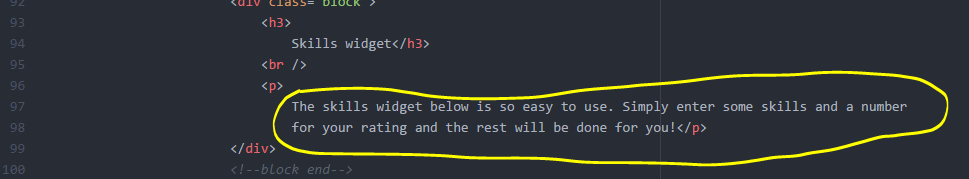 92 <div class="block">
93 <h3>
94 Skills widget</h3>
95 <br />
96 <p>
97 The skills widget below is so easy to use. Simply enter some skills and a number
98 for your rating and the rest will be done for you!</p>
99 </div>
100 <!--block end-->